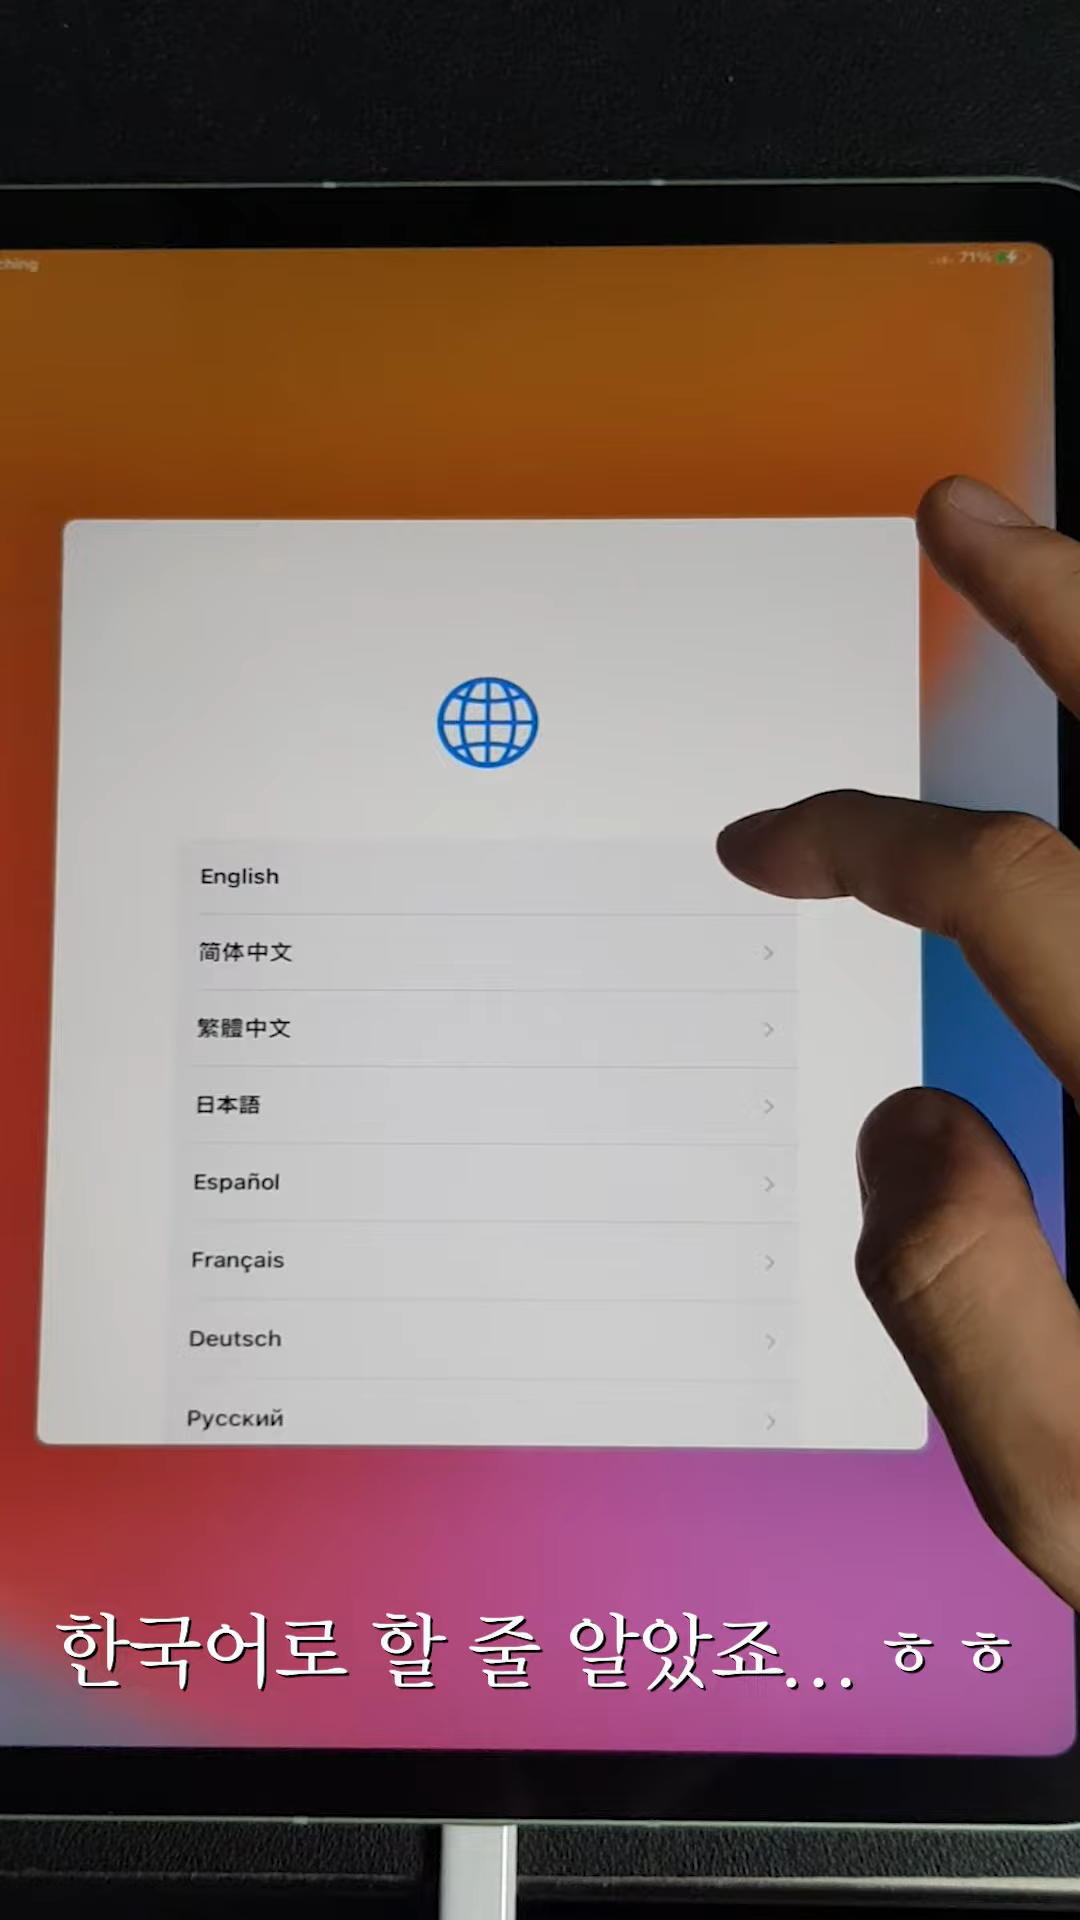 71%
English
简体中文
繁體中文
日本語
Español
Français
Deutsch
Русский
한국어로 할 줄 알았죠... ㅎㅎ